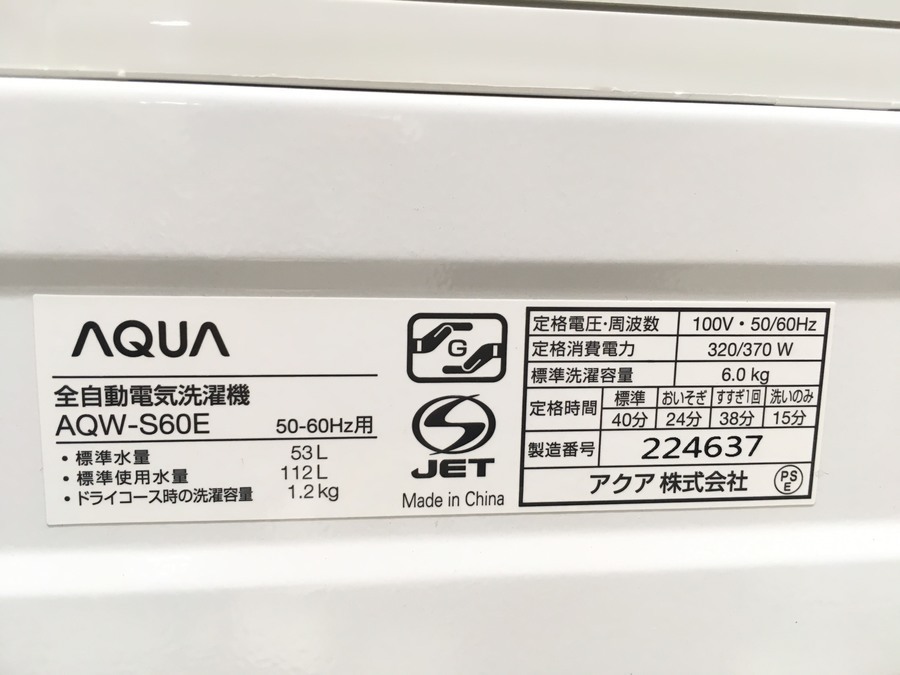 AQUA
全自動電気洗濯機
AQW-S60E 50-60Hz用
・標準水量 53L
・標準使用水量 112L
・ドライコース時の洗濯容量 1.2kg
G
S
JET
Made in China
定格電圧・周波数 100V・50/60Hz
定格消費電力 320/370 W
標準洗濯容量 6.0 kg
定格時間 標準 おいそぎ すすぎ1回 洗いのみ
40分 24分 38分 15分
製造番号 224637
アクア 株式会社 PSE